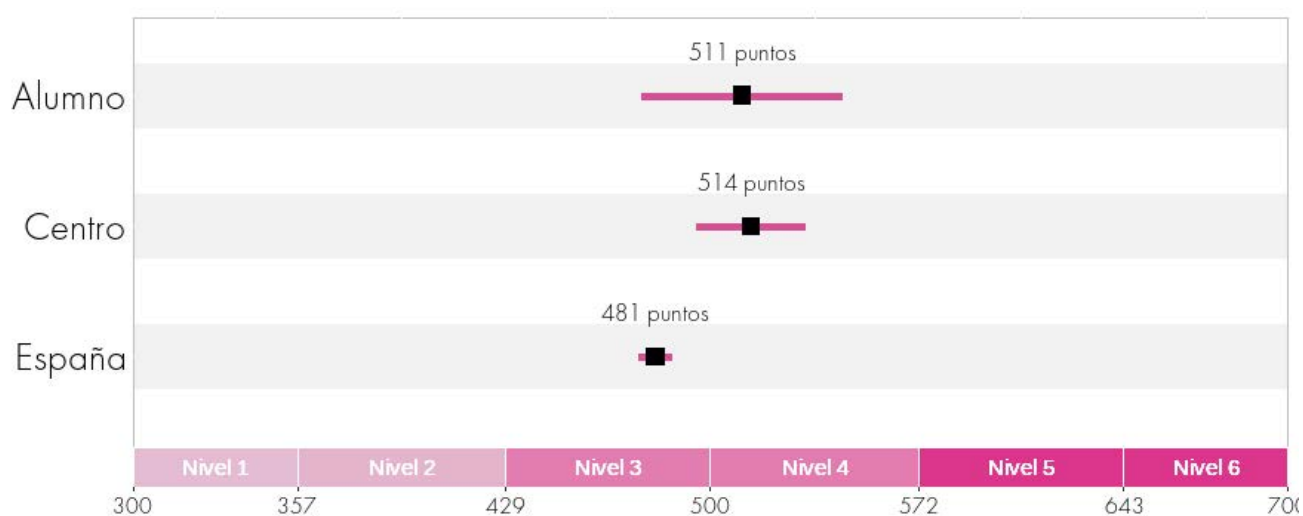 511 puntos
Alumno
514 puntos
Centro
481 puntos
España
Nivel 1 Nivel 2 Nivel 3 Nivel 4 Nivel 5 Nivel 6
300 357 429 500 572 643 700